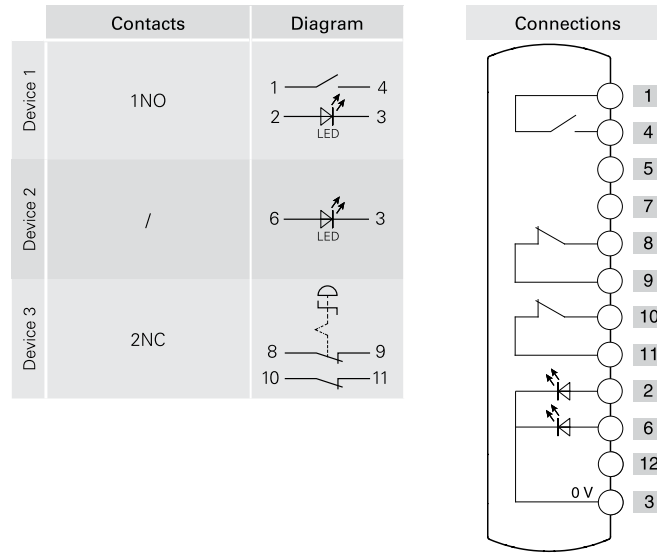 Contacts Diagram Connections
Device 1
1NO
1 4
2 3
LED
Device 2
/
6 3
LED
Device 3
2NC
8 9
10 11
1
4
5
7
8
9
10
11
2
6
12
0 V 3